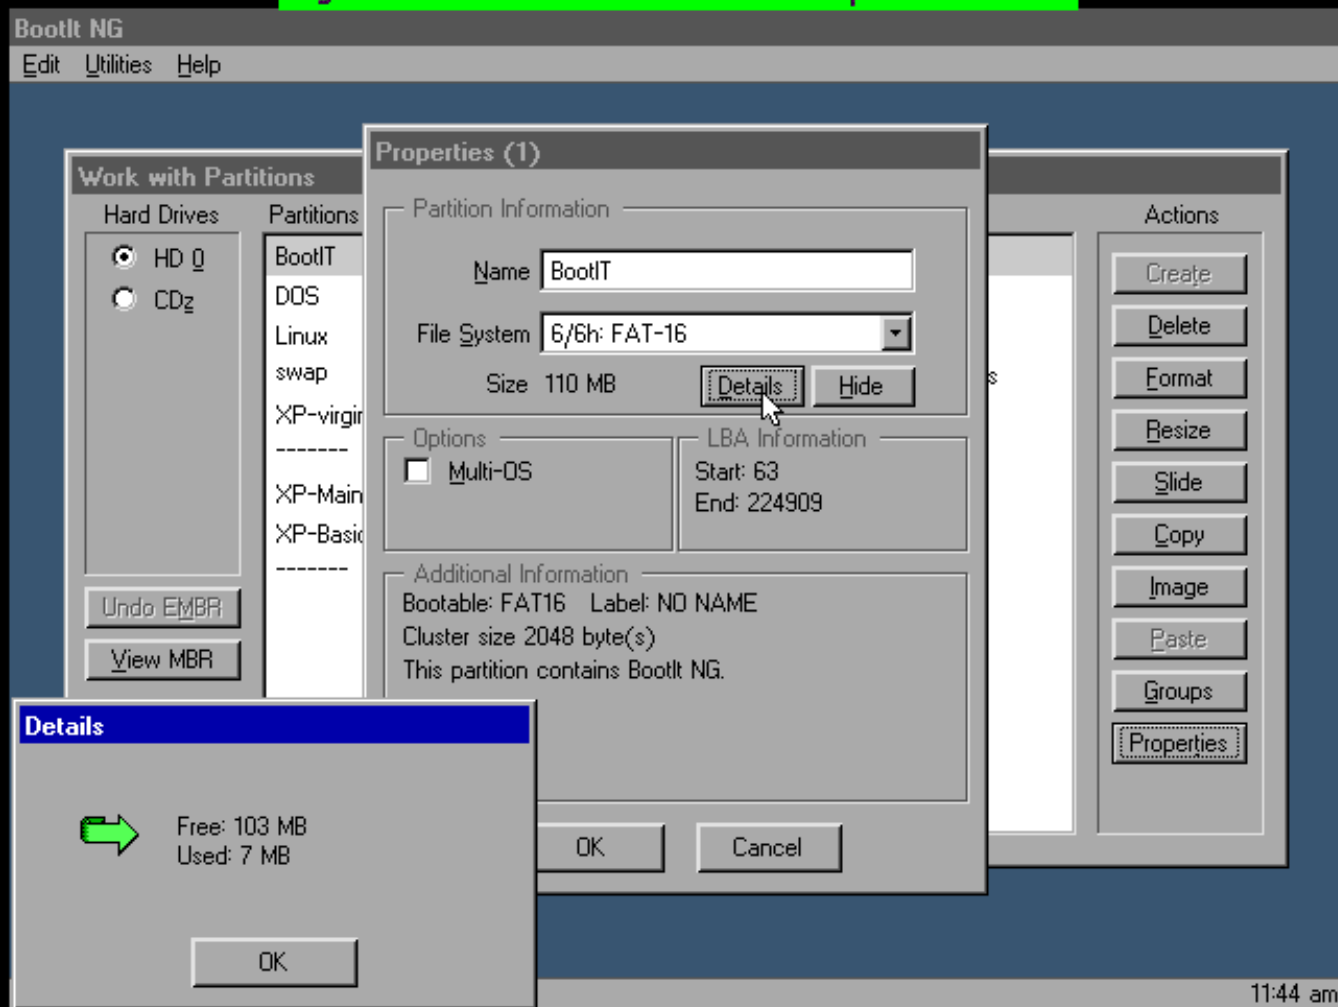 BootIt NG
Edit Utilities Help
Work with Partitions
Hard Drives
HD 0
CDz
Undo EMBR
View MBR
Partitions
BootIT
DOS
Linux
swap
-------
XP-Main
-------
Properties (1)
Partition Information
Name BootIT
File System 6/6h: FAT-16
Size 110 MB Details Hide
Options
Multi-OS
LBA Information
Start: 63
End: 224909
Additional Information
Bootable: FAT16 Label: NO NAME
Cluster size 2048 byte(s)
This partition contains BootIt NG.
OK Cancel
Actions
Create
Delete
Format
Resize
Slide
Copy
Image
Paste
Groups
Properties
Details
Free: 103 MB
Used: 7 MB
OK
11:44 am